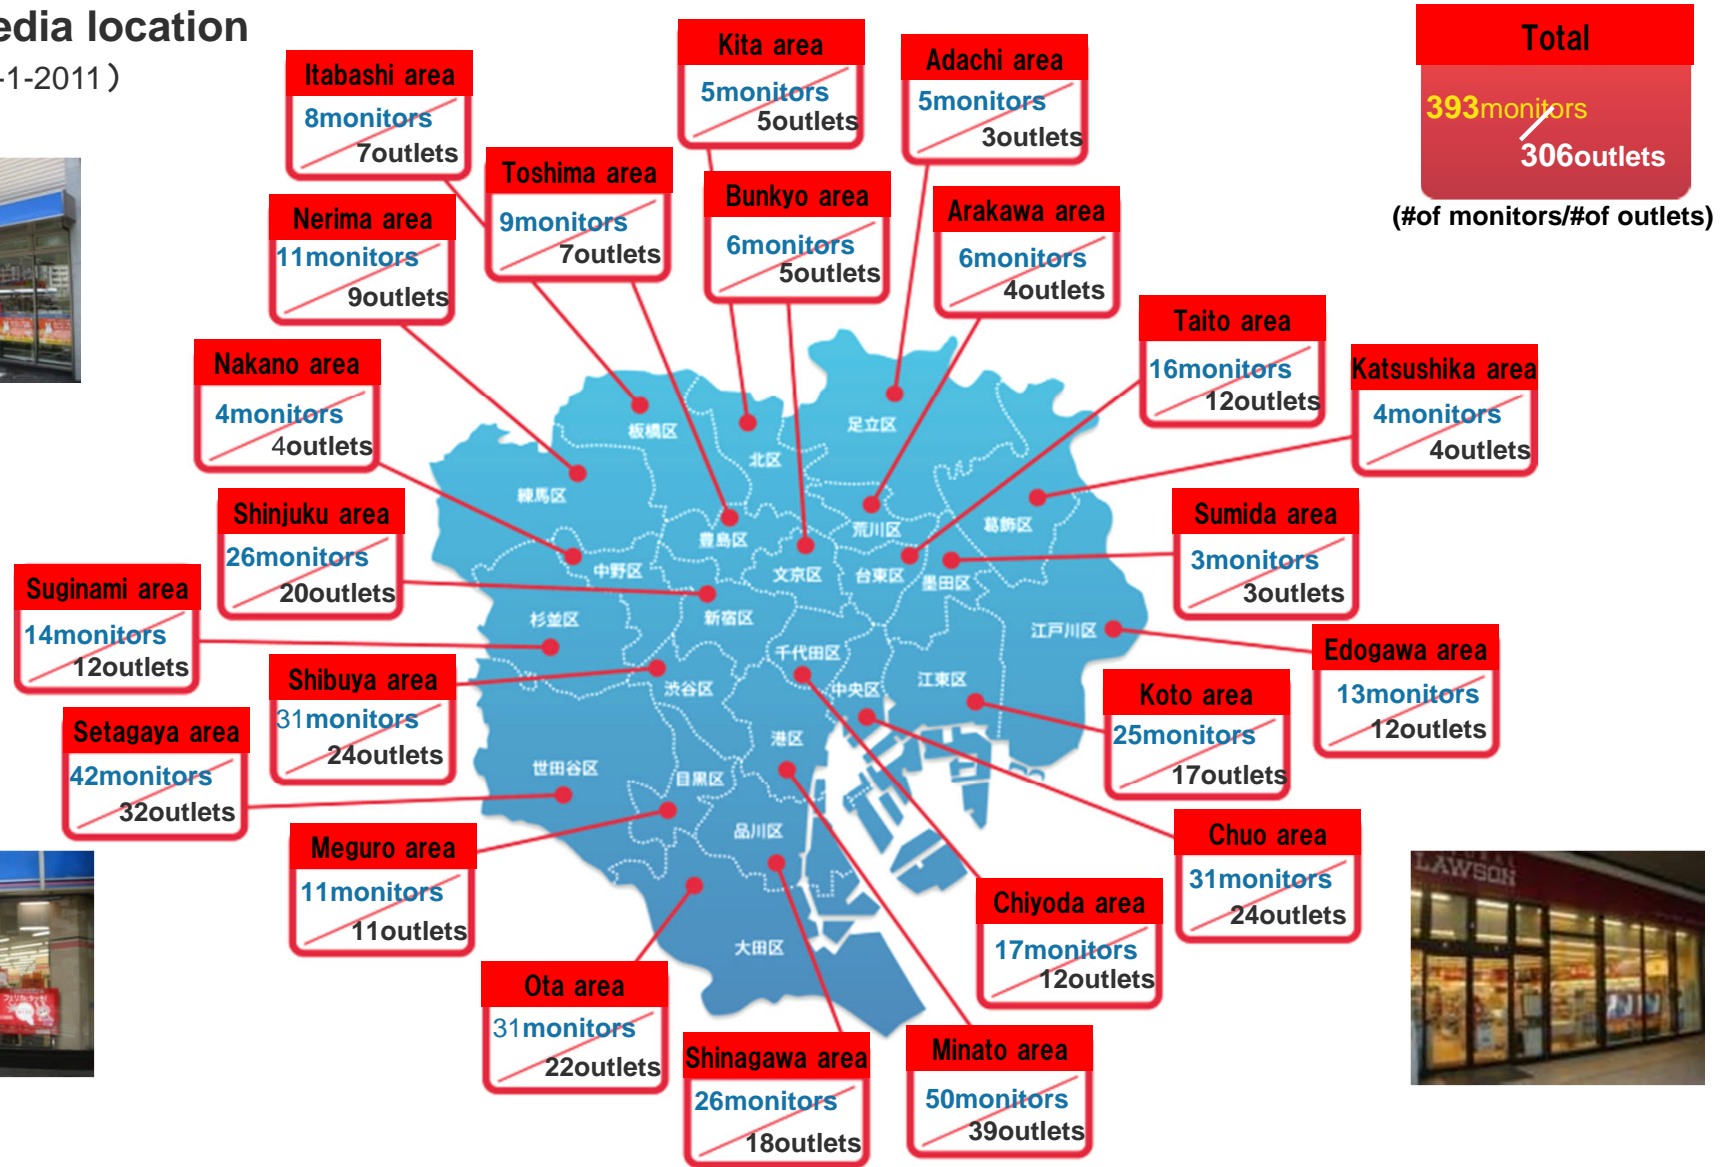 edia location
-1-2011）
Total
393monitors
306outlets
(#of monitors/#of outlets)
Kita area
5monitors
5outlets
Adachi area
5monitors
3outlets
Itabashi area
8monitors
7outlets
Toshima area
9monitors
7outlets
Bunkyo area
6monitors
5outlets
Arakawa area
6monitors
4outlets
Nerima area
11monitors
9outlets
Taito area
16monitors
12outlets
Nakano area
4monitors
4outlets
Katsushika area
4monitors
4outlets
Shinjuku area
26monitors
20outlets
Sumida area
3monitors
3outlets
Suginami area
14monitors
12outlets
Edogawa area
13monitors
12outlets
Shibuya area
31monitors
24outlets
Koto area
25monitors
17outlets
Setagaya area
42monitors
32outlets
Chuo area
31monitors
24outlets
Meguro area
11monitors
11outlets
Chiyoda area
17monitors
12outlets
Ota area
31monitors
22outlets
Shinagawa area
26monitors
18outlets
Minato area
50monitors
39outlets
板橋区
北区
足立区
練馬区
豊島区
荒川区
葛飾区
中野区
文京区
台東区
墨田区
杉並区
新宿区
江戸川区
千代田区
渋谷区
中央区
江東区
港区
世田谷区
目黒区
品川区
大田区
LAWSON